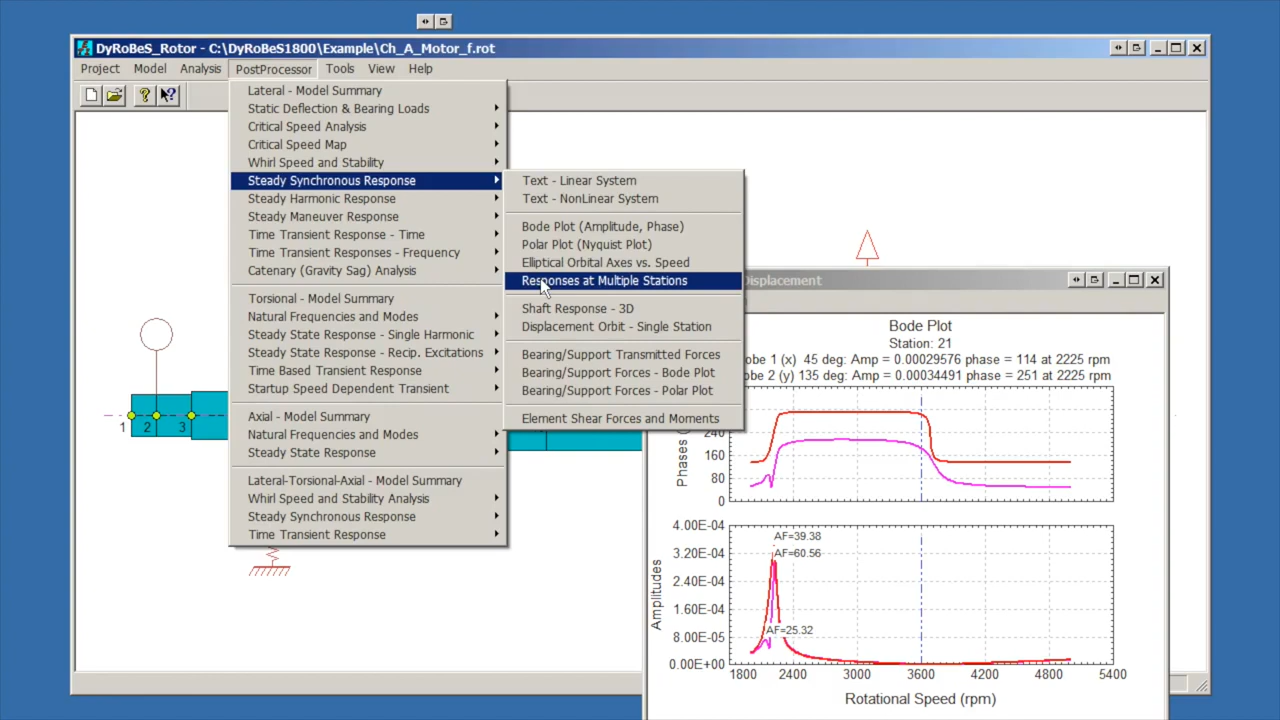 DyRoBeS_Rotor - C:\DyRoBeS1800\Example\Ch_A_Motor_f.rot
Project Model Analysis PostProcessor Tools View Help
Lateral - Model Summary
Static Deflection & Bearing Loads
Critical Speed Analysis
Critical Speed Map
Whirl Speed and Stability
Steady Synchronous Response
Steady Harmonic Response
Steady Maneuver Response
Time Transient Response - Time
Time Transient Responses - Frequency
Catenary (Gravity Sag) Analysis
Torsional - Model Summary
Natural Frequencies and Modes
Steady State Response - Single Harmonic
Steady State Response - Recip. Excitations
Time Based Transient Response
Startup Speed Dependent Transient
Axial - Model Summary
Natural Frequencies and Modes
Steady State Response
Lateral-Torsional-Axial - Model Summary
Whirl Speed and Stability Analysis
Steady Synchronous Response
Time Transient Response
Text - Linear System
Text - NonLinear System
Bode Plot (Amplitude, Phase)
Polar Plot (Nyquist Plot)
Elliptical Orbital Axes vs. Speed
Responses at Multiple Stations
Shaft Response - 3D
Displacement Orbit - Single Station
Bearing/Support Transmitted Forces
Bearing/Support Forces - Bode Plot
Bearing/Support Forces - Polar Plot
Element Shear Forces and Moments
1 2 3
Displacement
Bode Plot
Station: 21
obe 1 (x) 45 deg: Amp = 0.00029576 phase = 114 at 2225 rpm
obe 2 (y) 135 deg: Amp = 0.00034491 phase = 251 at 2225 rpm
Phases (
240
160
80
0
Amplitudes
4.00E-04
3.20E-04
2.40E-04
1.60E-04
8.00E-05
0.00E+00
AF=39.38
AF=60.56
AF=25.32
1800 2400 3000 3600 4200 4800 5400
Rotational Speed (rpm)